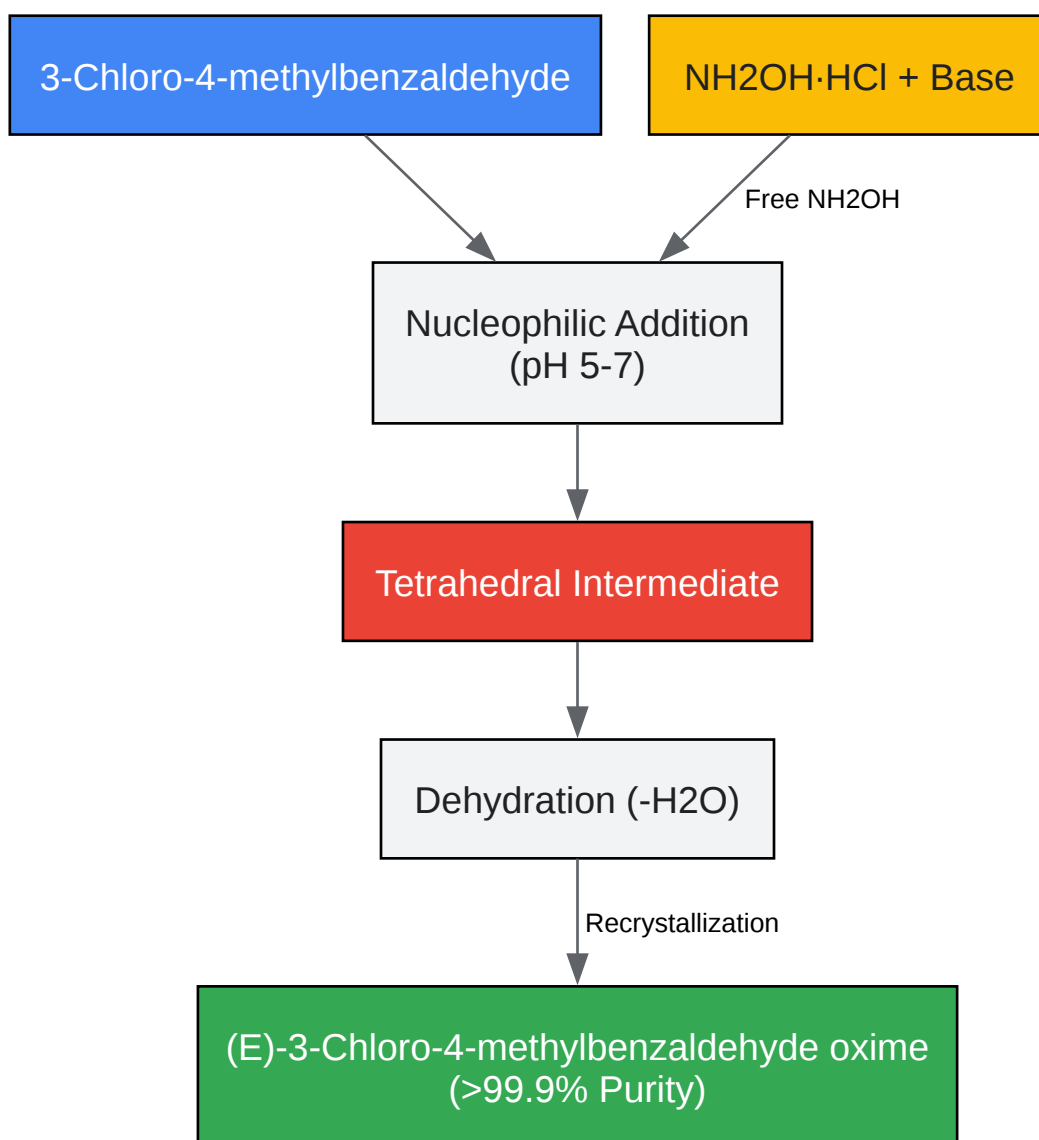 3-Chloro-4-methylbenzaldehyde
NH2OH·HCl + Base
Free NH2OH
Nucleophilic Addition
(pH 5-7)
Tetrahedral Intermediate
Dehydration (-H2O)
Recrystallization
(E)-3-Chloro-4-methylbenzaldehyde oxime
(>99.9% Purity)